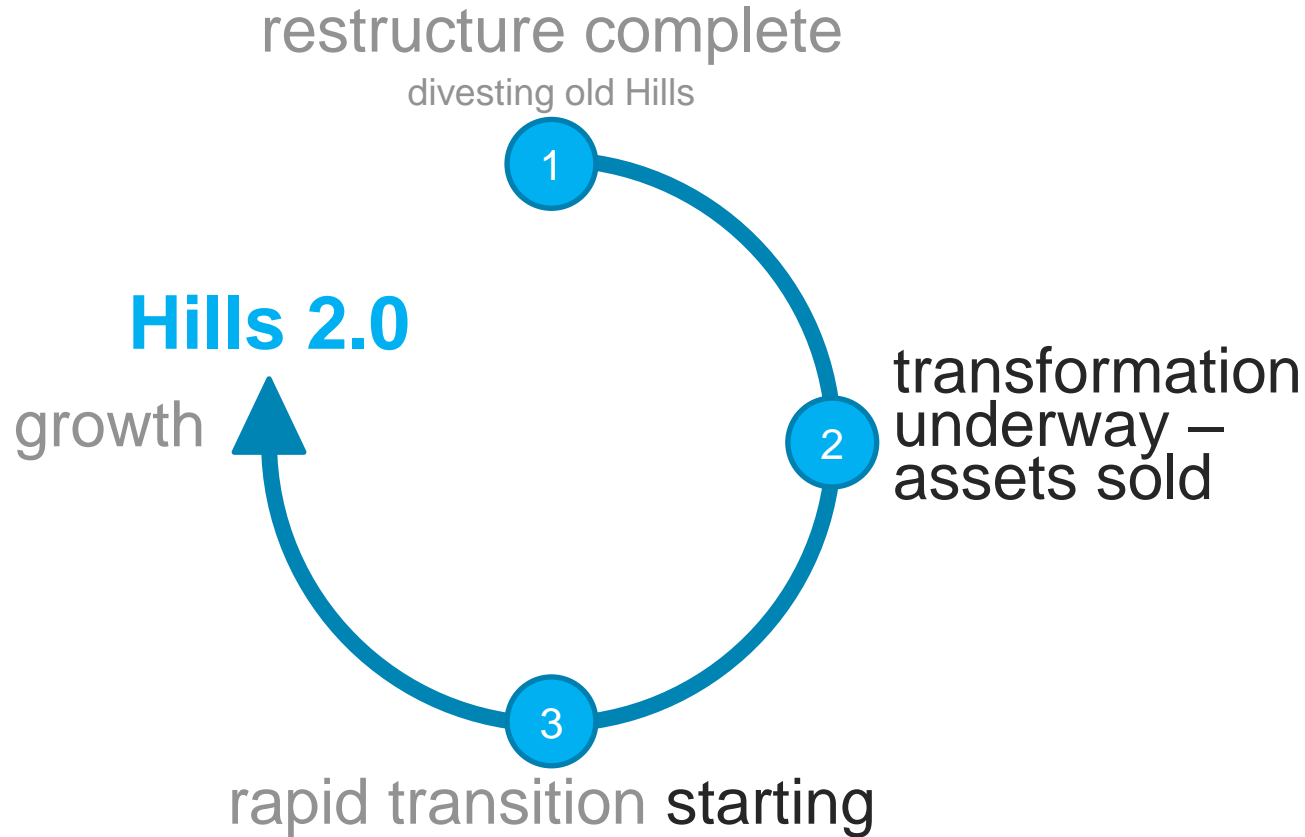 restructure complete
divesting old Hills
1
Hills 2.0
growth
2
transformation
underway –
assets sold
3
rapid transition starting